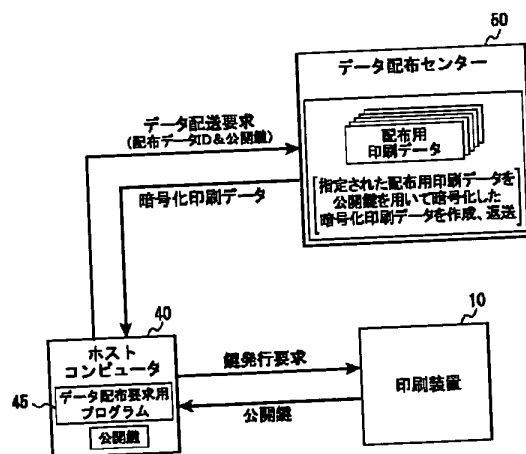 50
データ配布センター
配布用
印刷データ
指定された配布用印刷データを
公開鍵を用いて暗号化した
暗号化印刷データを作成、返送
データ配送要求
(配布データID&公開鍵)
暗号化印刷データ
40
ホスト
コンピュータ
45
データ配布要求用
プログラム
公開鍵
鍵発行要求
公開鍵
10
印刷装置